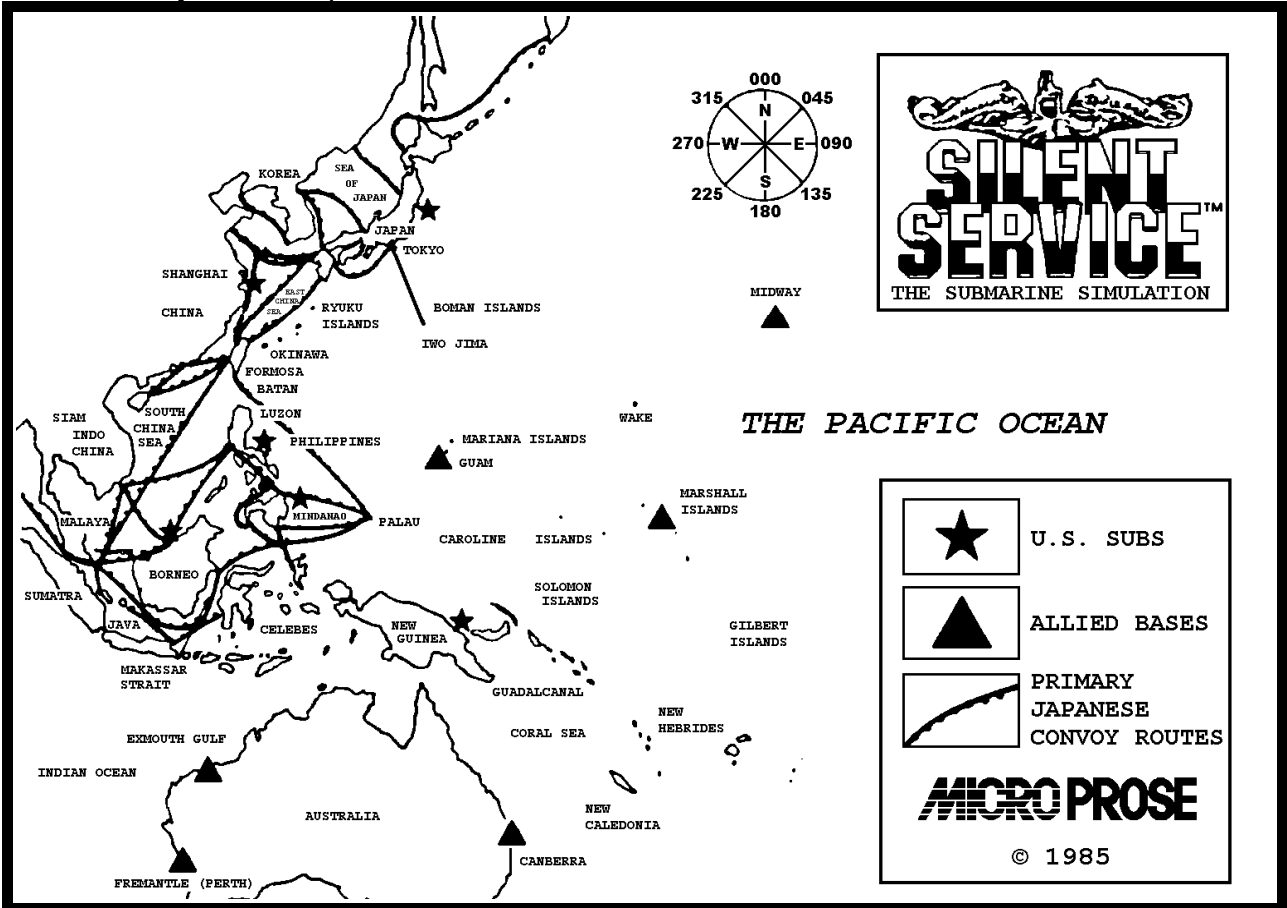 000
315
045
N
270
W
E
090
S
225
135
180
SILENT
SERVICE™
THE SUBMARINE SIMULATION
KOREA
SEA
OF
JAPAN
JAPAN
TOKYO
SHANGHAI
CHINA
EAST
CHINA
SEA
RYUKU
ISLANDS
BOMAN ISLANDS
IWO JIMA
MIDWAY
OKINAWA
FORMOSA
BATAN
LUZON
SIAM
INDO
CHINA
SOUTH
CHINA
SEA
PHILIPPINES
MARIANA ISLANDS
GUAM
WAKE
THE PACIFIC OCEAN
MARSHALL
ISLANDS
MALAYA
MINDANAO
PALAU
CAROLINE ISLANDS
BORNEO
SUMATRA
JAVA
CELEBES
NEW
GUINEA
SOLOMON
ISLANDS
GILBERT
ISLANDS
MAKASSAR
STRAIT
GUADALCANAL
CORAL SEA
NEW
HEBRIDES
EXMOUTH GULF
INDIAN OCEAN
AUSTRALIA
NEW
CALEDONIA
CANBERRA
FREMANTLE (PERTH)
U.S. SUBS
ALLIED BASES
PRIMARY
JAPANESE
CONVOY ROUTES
MICRO PROSE
© 1985